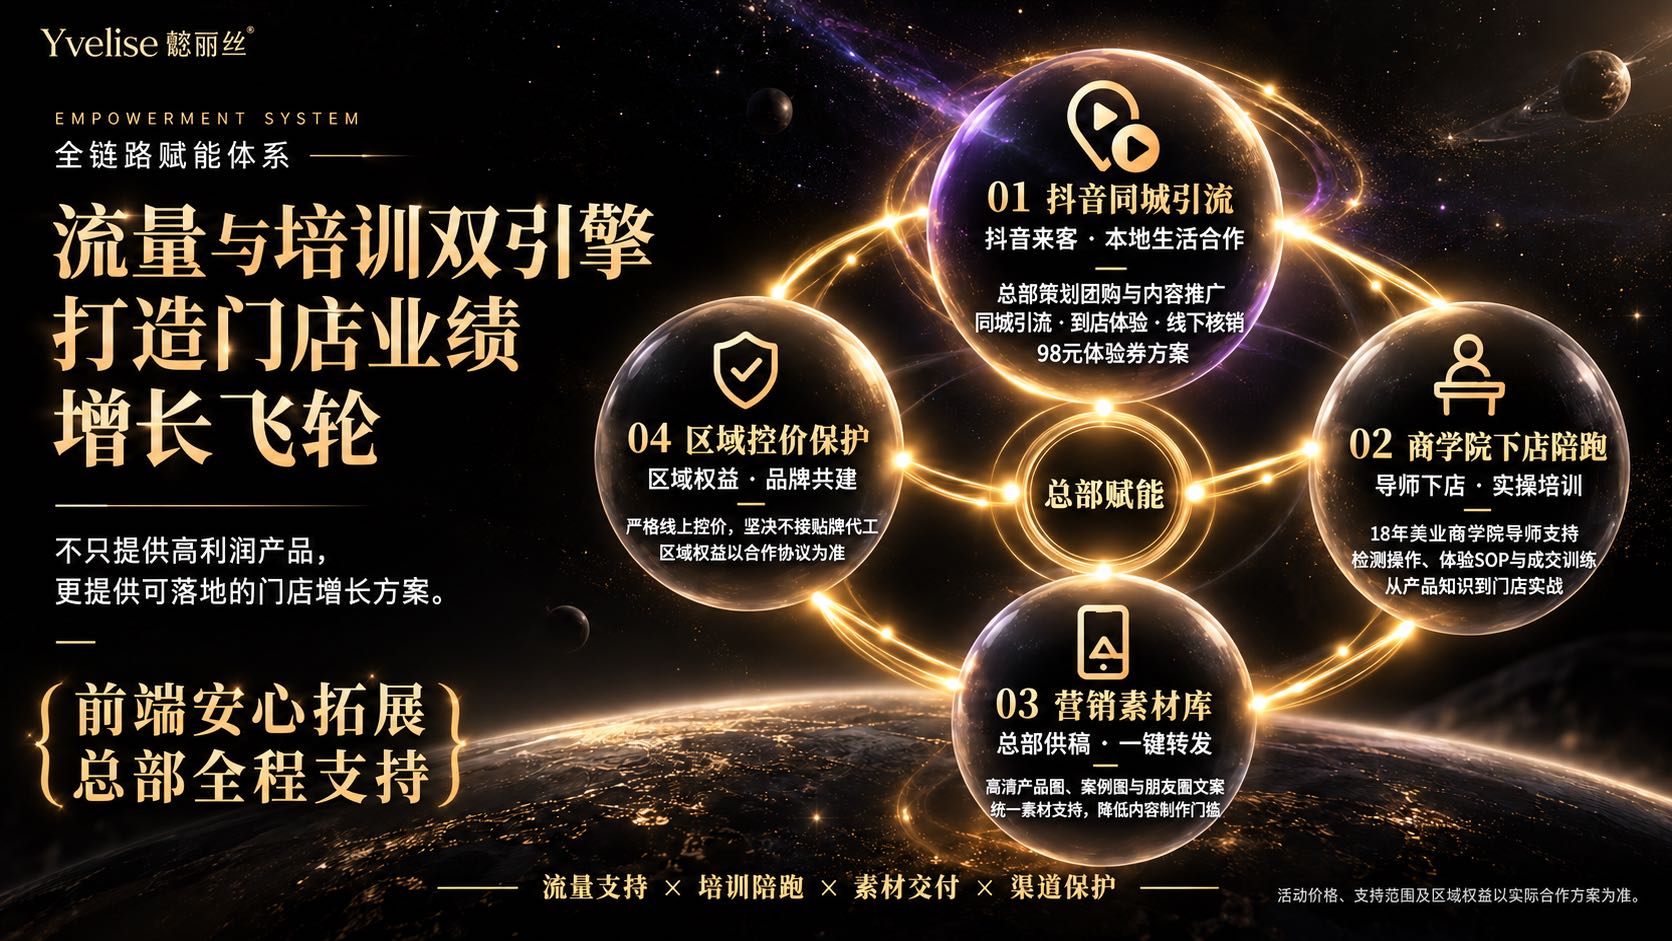 Yvelise 懿丽丝®
EMPOWERMENT SYSTEM
全链路赋能体系
流量与培训双引擎
打造门店业绩
增长飞轮
不只提供高利润产品，
更提供可落地的门店增长方案。
前端安心拓展
总部全程支持
01 抖音同城引流
抖音来客 · 本地生活合作
总部策划团购与内容推广
同城引流 · 到店体验 · 线下核销
98元体验券方案
02 商学院下店陪跑
导师下店 · 实操培训
18年美业商学院导师支持
检测操作、体验SOP与成交训练
从产品知识到门店实战
03 营销素材库
总部供稿 · 一键转发
高清产品图、案例图与朋友圈文案
统一素材支持，降低内容制作门槛
04 区域控价保护
区域权益 · 品牌共建
严格线上控价，坚决不接贴牌代工
区域权益以合作协议为准
总部赋能
流量支持 × 培训陪跑 × 素材交付 × 渠道保护
活动价格、支持范围及区域权益以实际合作方案为准。